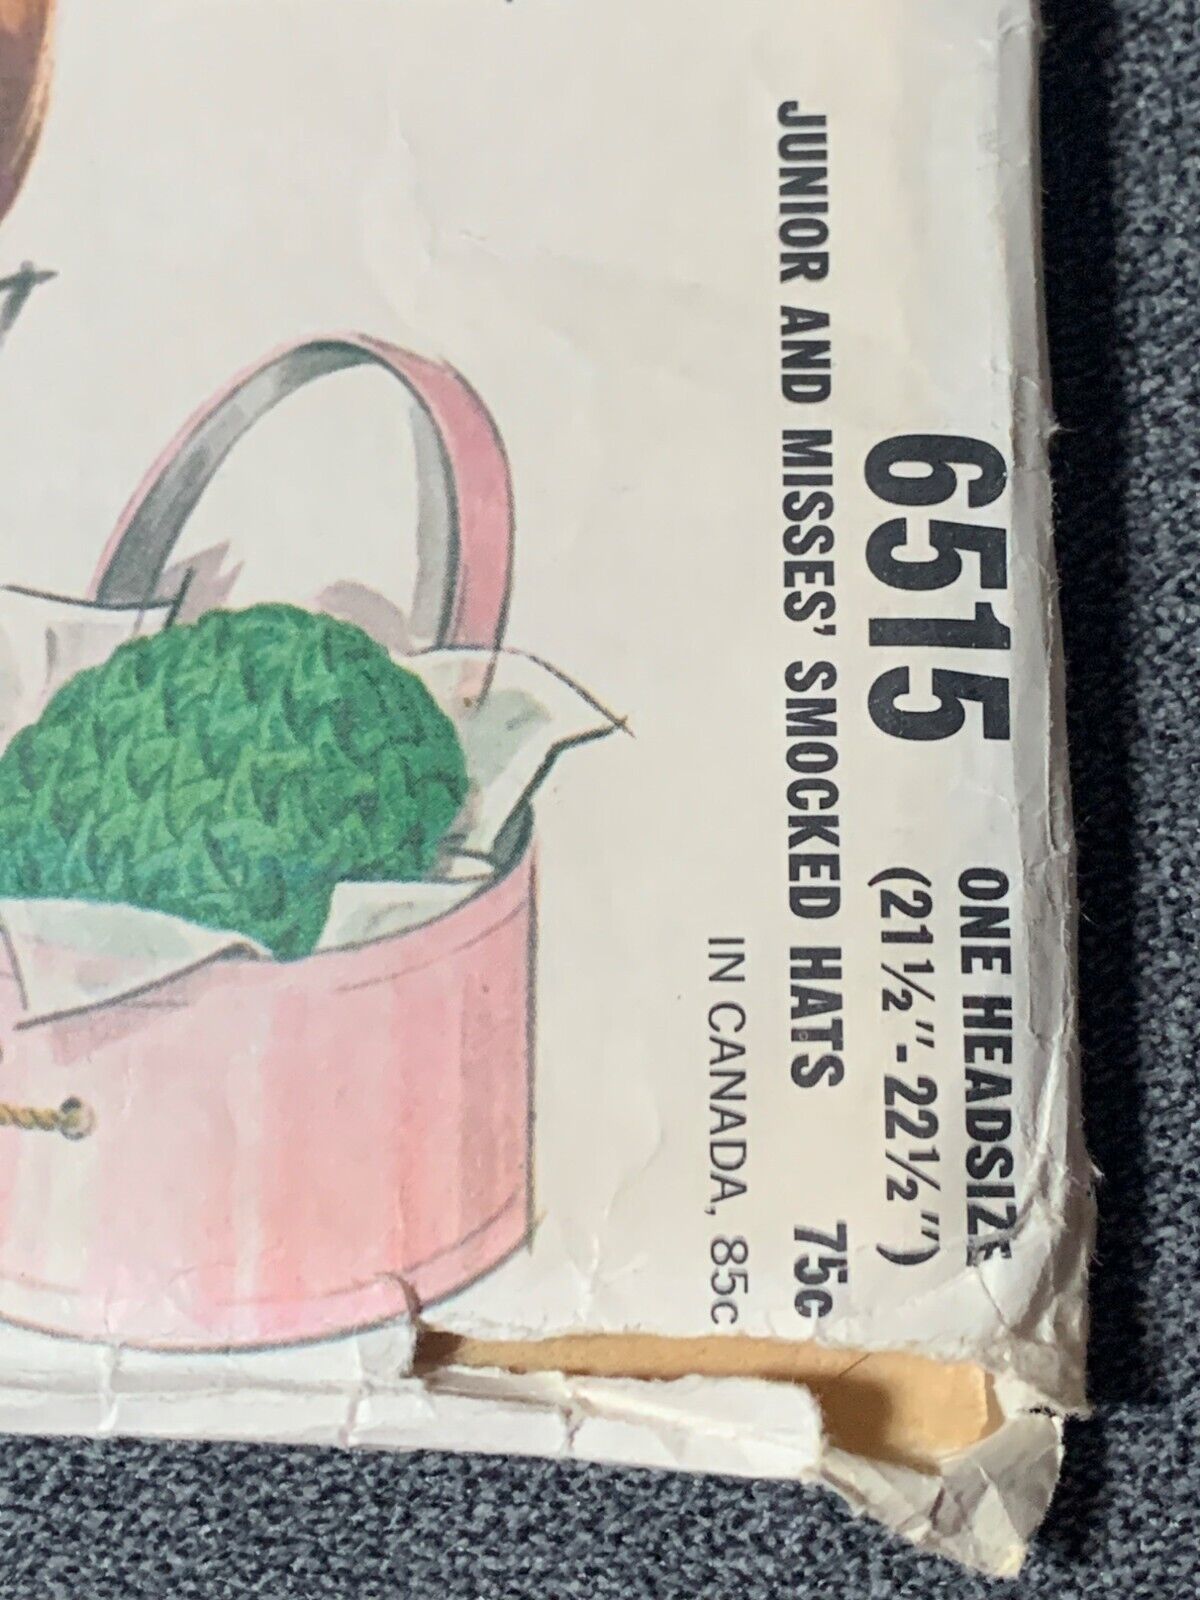 6515
ONE HEADSIZE
(21½"-22½")
JUNIOR AND MISSES' SMOCKED HATS 75c
IN CANADA, 85c